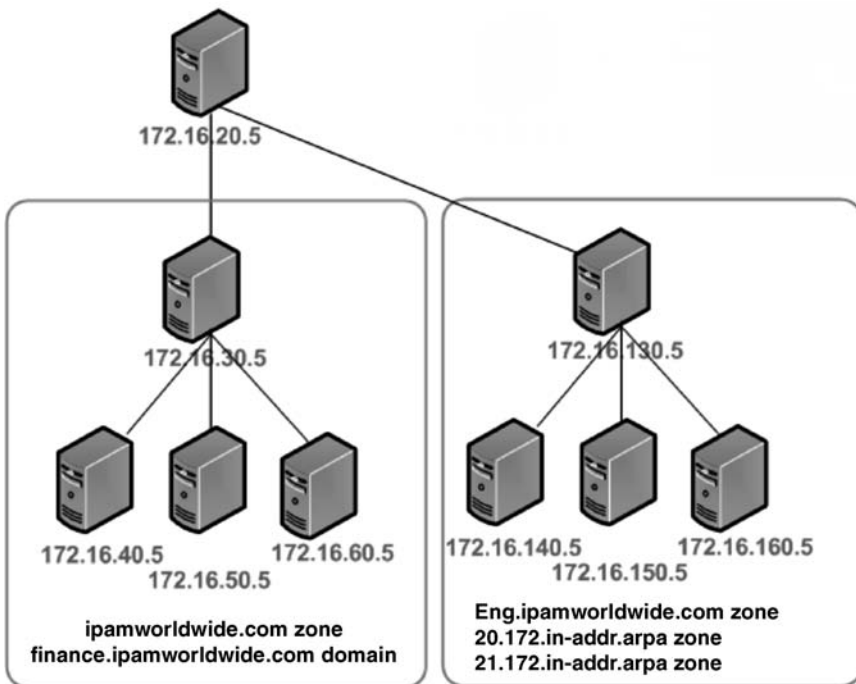 172.16.20.5
172.16.30.5
172.16.130.5
172.16.40.5
172.16.50.5
172.16.60.5
172.16.140.5
172.16.150.5
172.16.160.5
ipamworldwide.com zone
finance.ipamworldwide.com domain
Eng.ipamworldwide.com zone
20.172.in-addr.arpa zone
21.172.in-addr.arpa zone